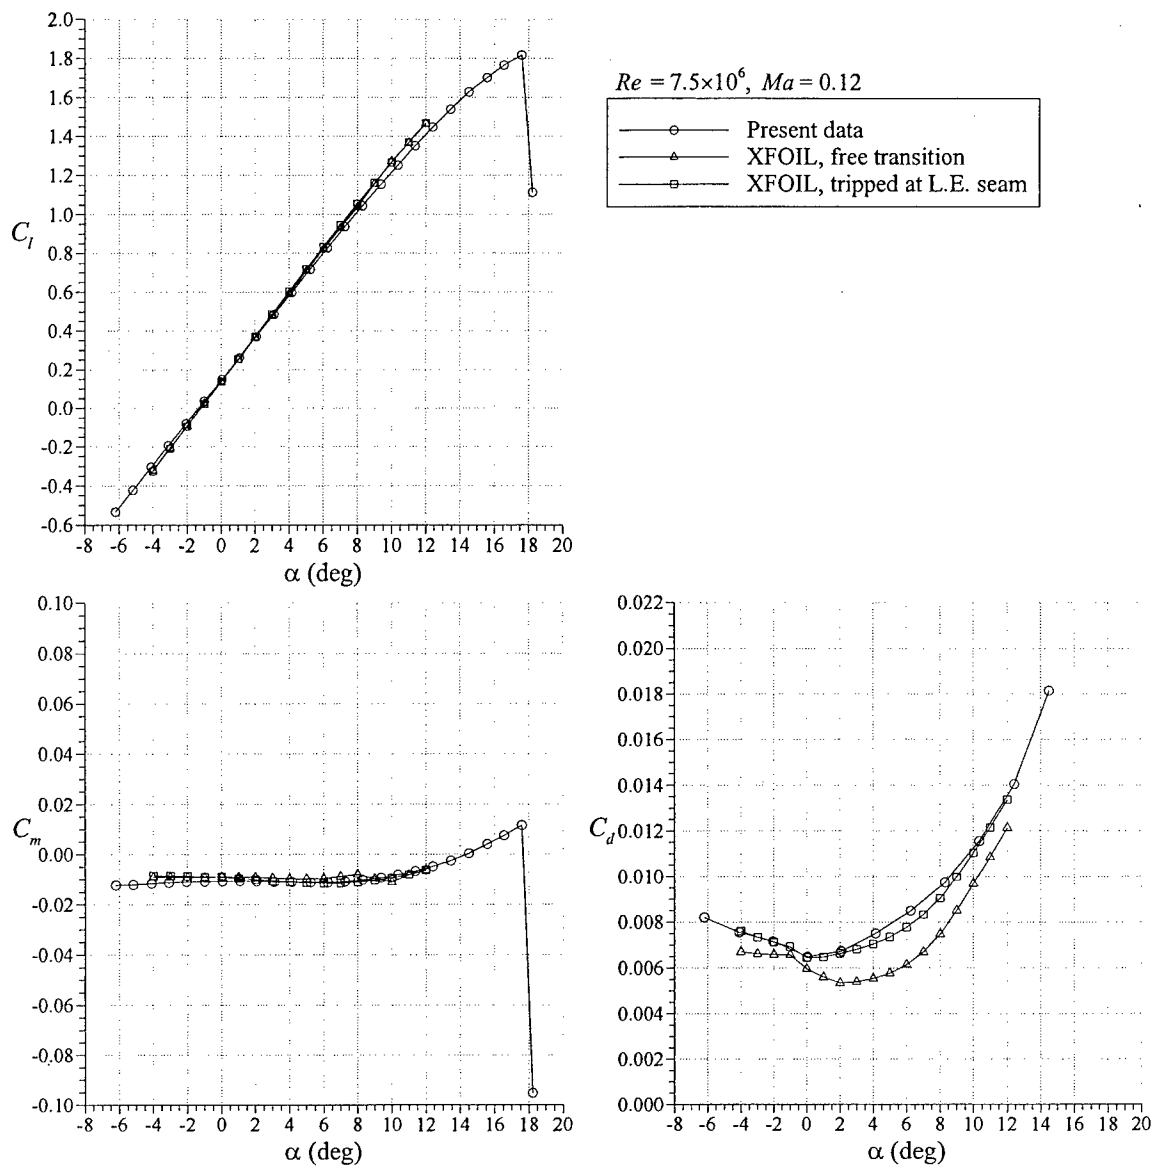 2.0
1.8
1.6
1.4
1.2
1.0
0.8
0.6
0.4
0.2
0.0
-0.2
-0.4
-0.6
C_l
-8 -6 -4 -2 0 2 4 6 8 10 12 14 16 18 20
α (deg)
Re = 7.5×10⁶, Ma = 0.12
Present data
XFOIL, free transition
XFOIL, tripped at L.E. seam
0.10
0.08
0.06
0.04
0.02
0.00
-0.02
-0.04
-0.06
-0.08
-0.10
C_m
-8 -6 -4 -2 0 2 4 6 8 10 12 14 16 18 20
α (deg)
0.022
0.020
0.018
0.016
0.014
0.012
0.010
0.008
0.006
0.004
0.002
0.000
C_d
-8 -6 -4 -2 0 2 4 6 8 10 12 14 16 18 20
α (deg)